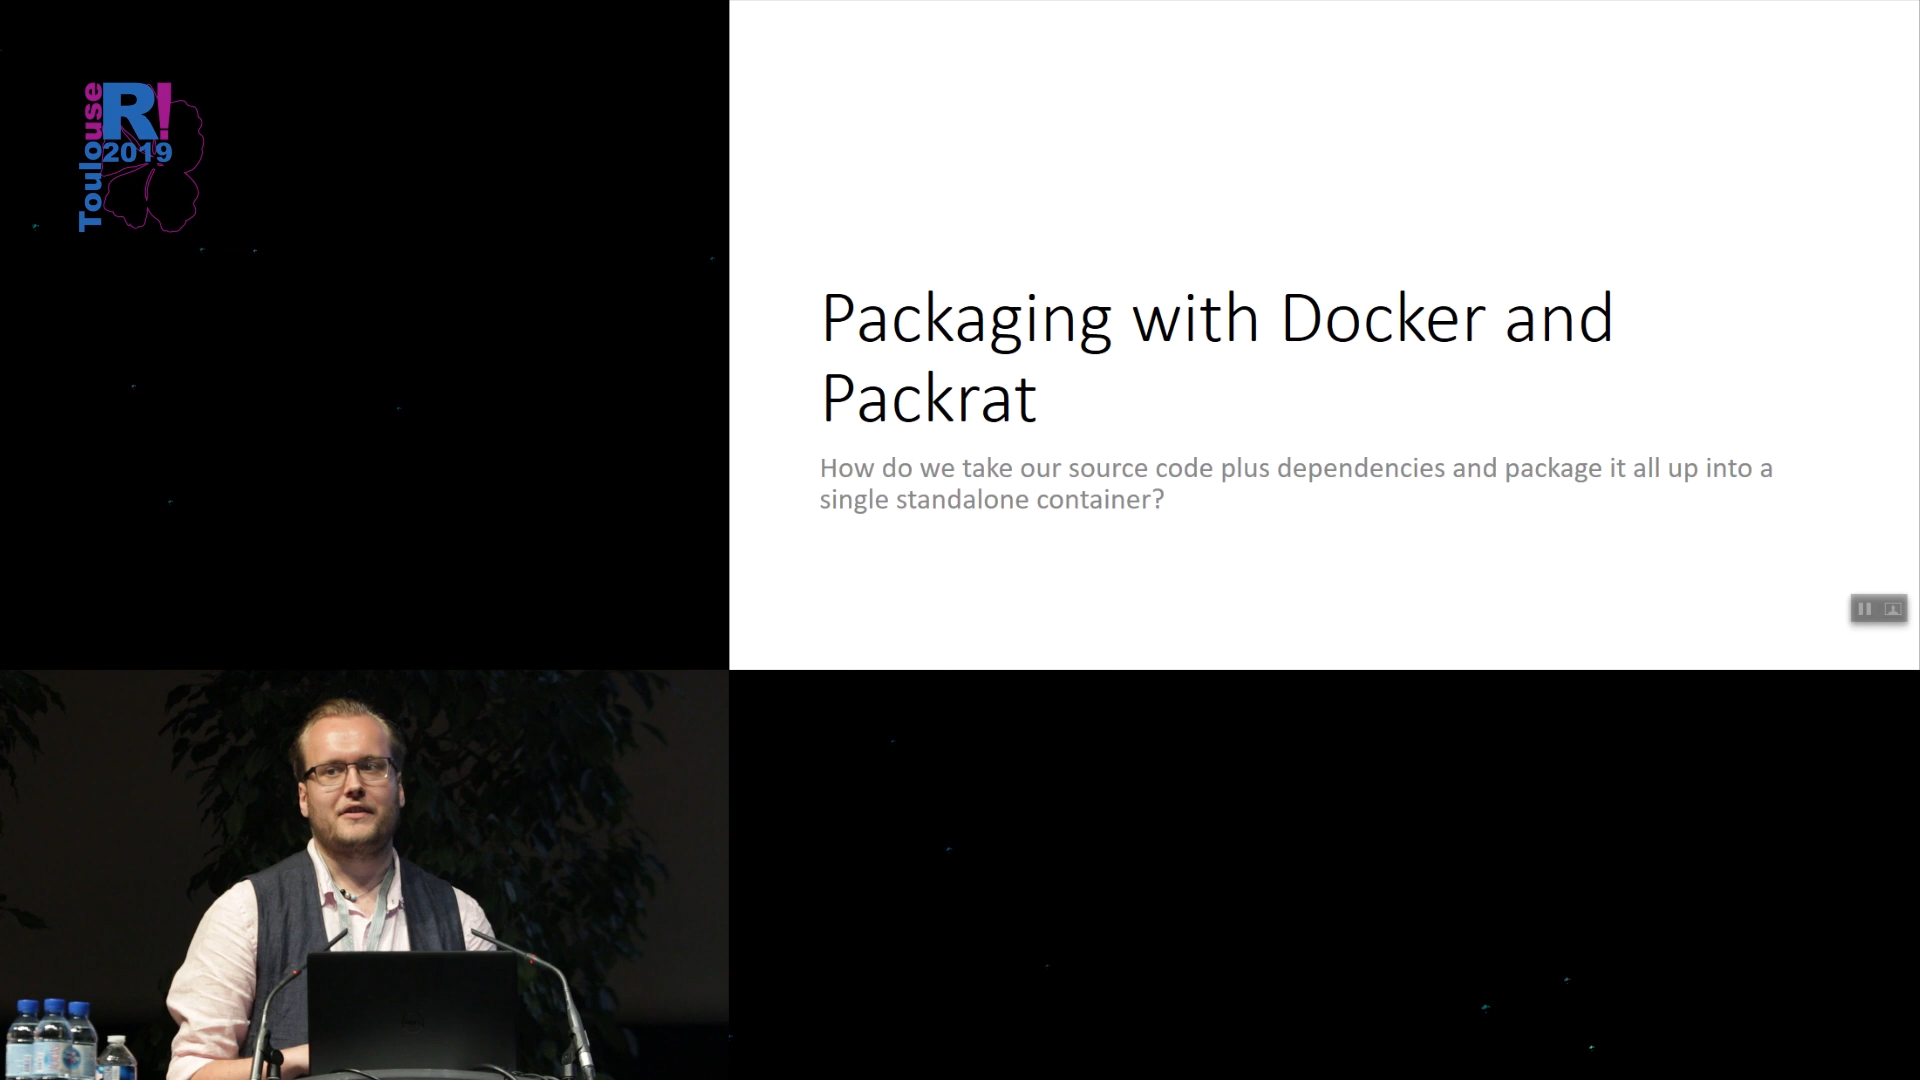 Toulouse
R!
2019
Packaging with Docker and
Packrat
How do we take our source code plus dependencies and package it all up into a
single standalone container?